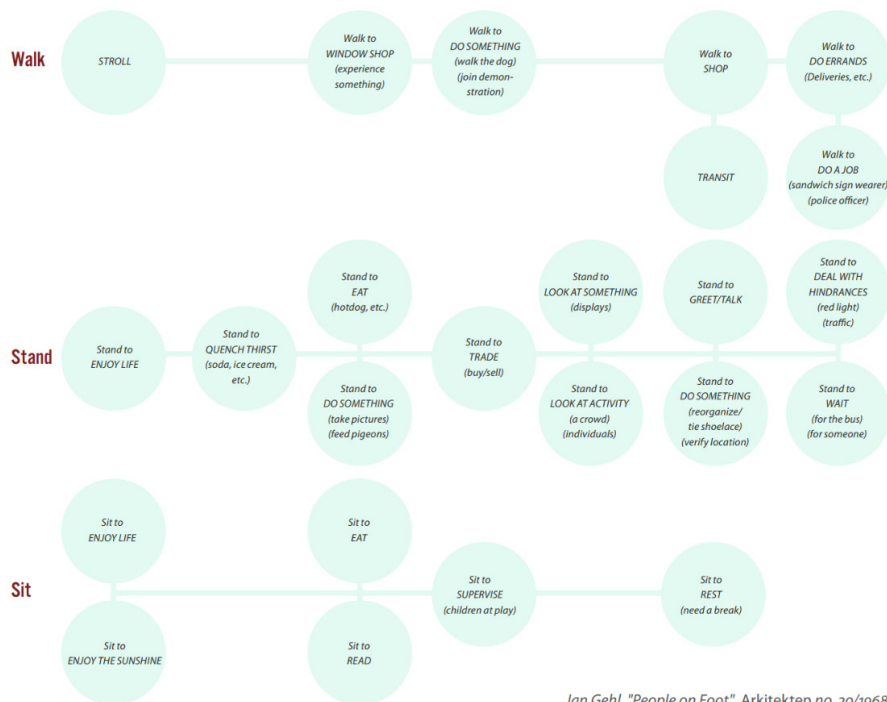 Walk
STROLL
Walk to
WINDOW SHOP
(experience
something)
Walk to
DO SOMETHING
(walk the dog)
(join demon-
stration)
Walk to
SHOP
Walk to
DO ERRANDS
(Deliveries, etc.)
TRANSIT
Walk to
DO A JOB
(sandwich sign wearer)
(police officer)
Stand
Stand to
ENJOY LIFE
Stand to
QUENCH THIRST
(soda, ice cream,
etc.)
Stand to
EAT
(hotdog, etc.)
Stand to
DO SOMETHING
(take pictures)
(feed pigeons)
Stand to
TRADE
(buy/sell)
Stand to
LOOK AT SOMETHING
(displays)
Stand to
LOOK AT ACTIVITY
(a crowd)
(individuals)
Stand to
GREET/TALK
Stand to
DO SOMETHING
(reorganize/
tie shoelace)
(verify location)
Stand to
DEAL WITH
HINDRANCES
(red light)
(traffic)
Stand to
WAIT
(for the bus)
(for someone)
Sit
Sit to
ENJOY LIFE
Sit to
ENJOY THE SUNSHINE
Sit to
EAT
Sit to
READ
Sit to
SUPERVISE
(children at play)
Sit to
REST
(need a break)
Jan Gehl, "People on Foot", Arkitekten no. 20/1968